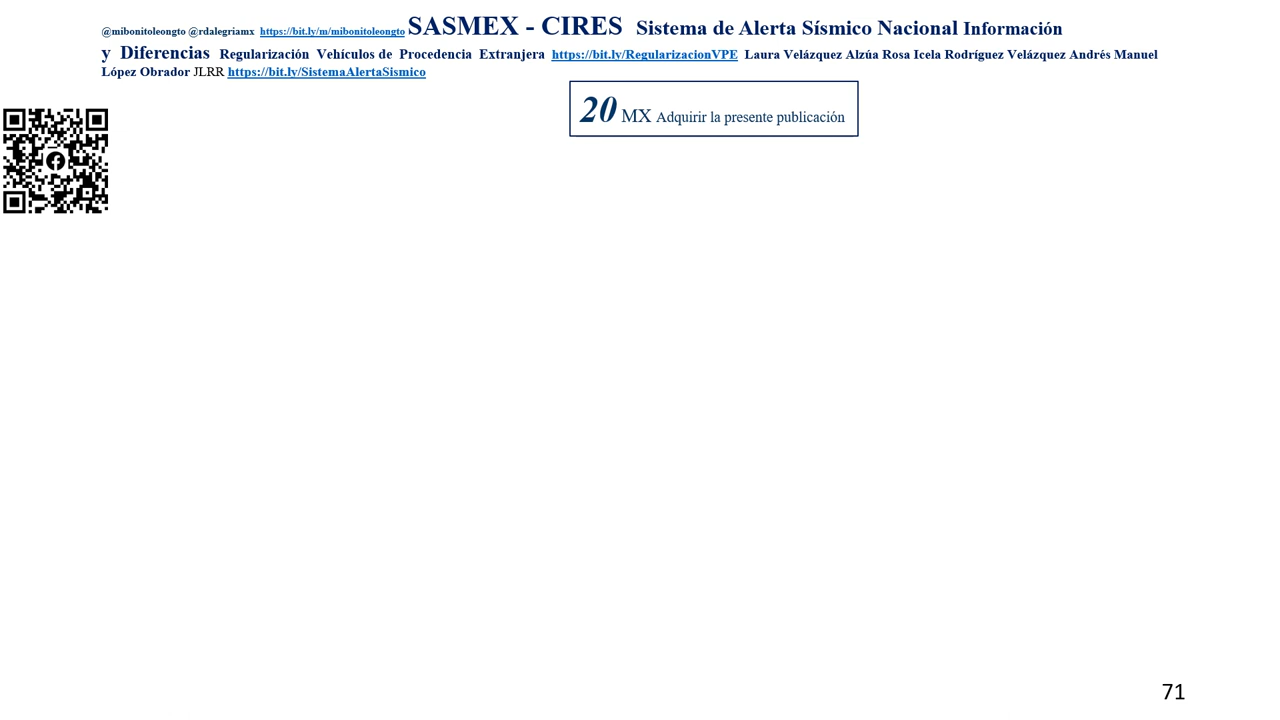 @mibonitoleongto @rdalegriamx https://bit.ly/m/mibonitoleongto SASMEX - CIRES Sistema de Alerta Sísmico Nacional Información
y Diferencias Regularización Vehículos de Procedencia Extranjera https://bit.ly/RegularizacionVPE Laura Velázquez Alzúa Rosa Icela Rodríguez Velázquez Andrés Manuel
López Obrador JLRR https://bit.ly/SistemaAlertaSismico
20 MX Adquirir la presente publicación
71